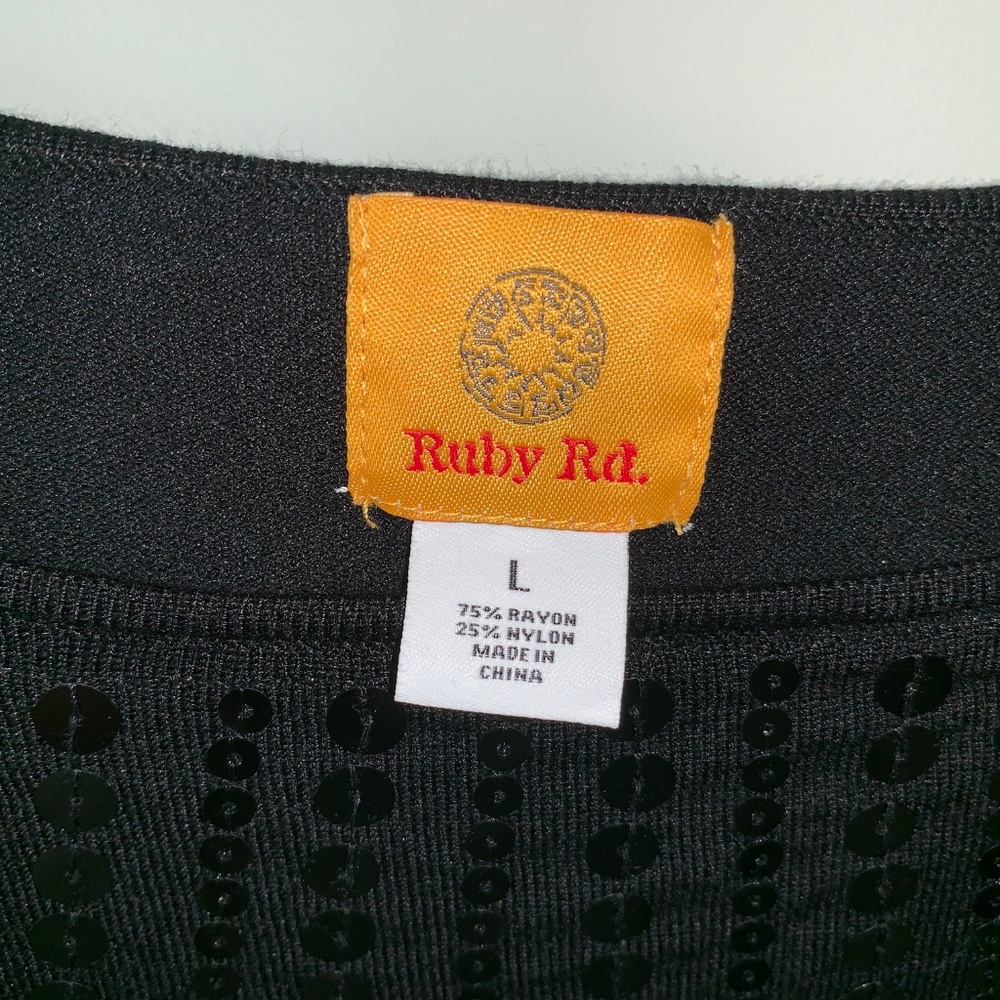 Ruby Rd.
L
75% RAYON
25% NYLON
MADE IN
CHINA